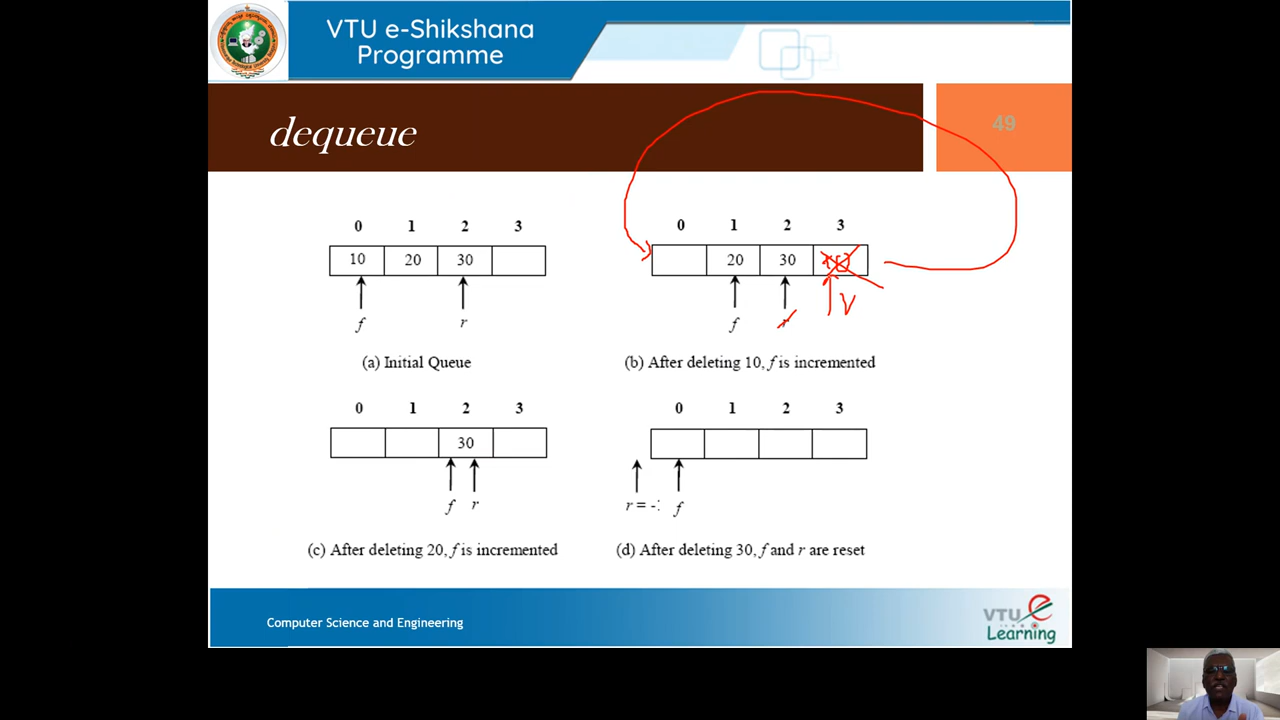 VTU e-Shikshana
Programme
dequeue
49
0 1 2 3
10 20 30
f r
(a) Initial Queue
0 1 2 3
20 30
f r
r
(b) After deleting 10, f is incremented
0 1 2 3
30
f r
(c) After deleting 20, f is incremented
0 1 2 3
r = - f
(d) After deleting 30, f and r are reset
Computer Science and Engineering
VTU e
Learning